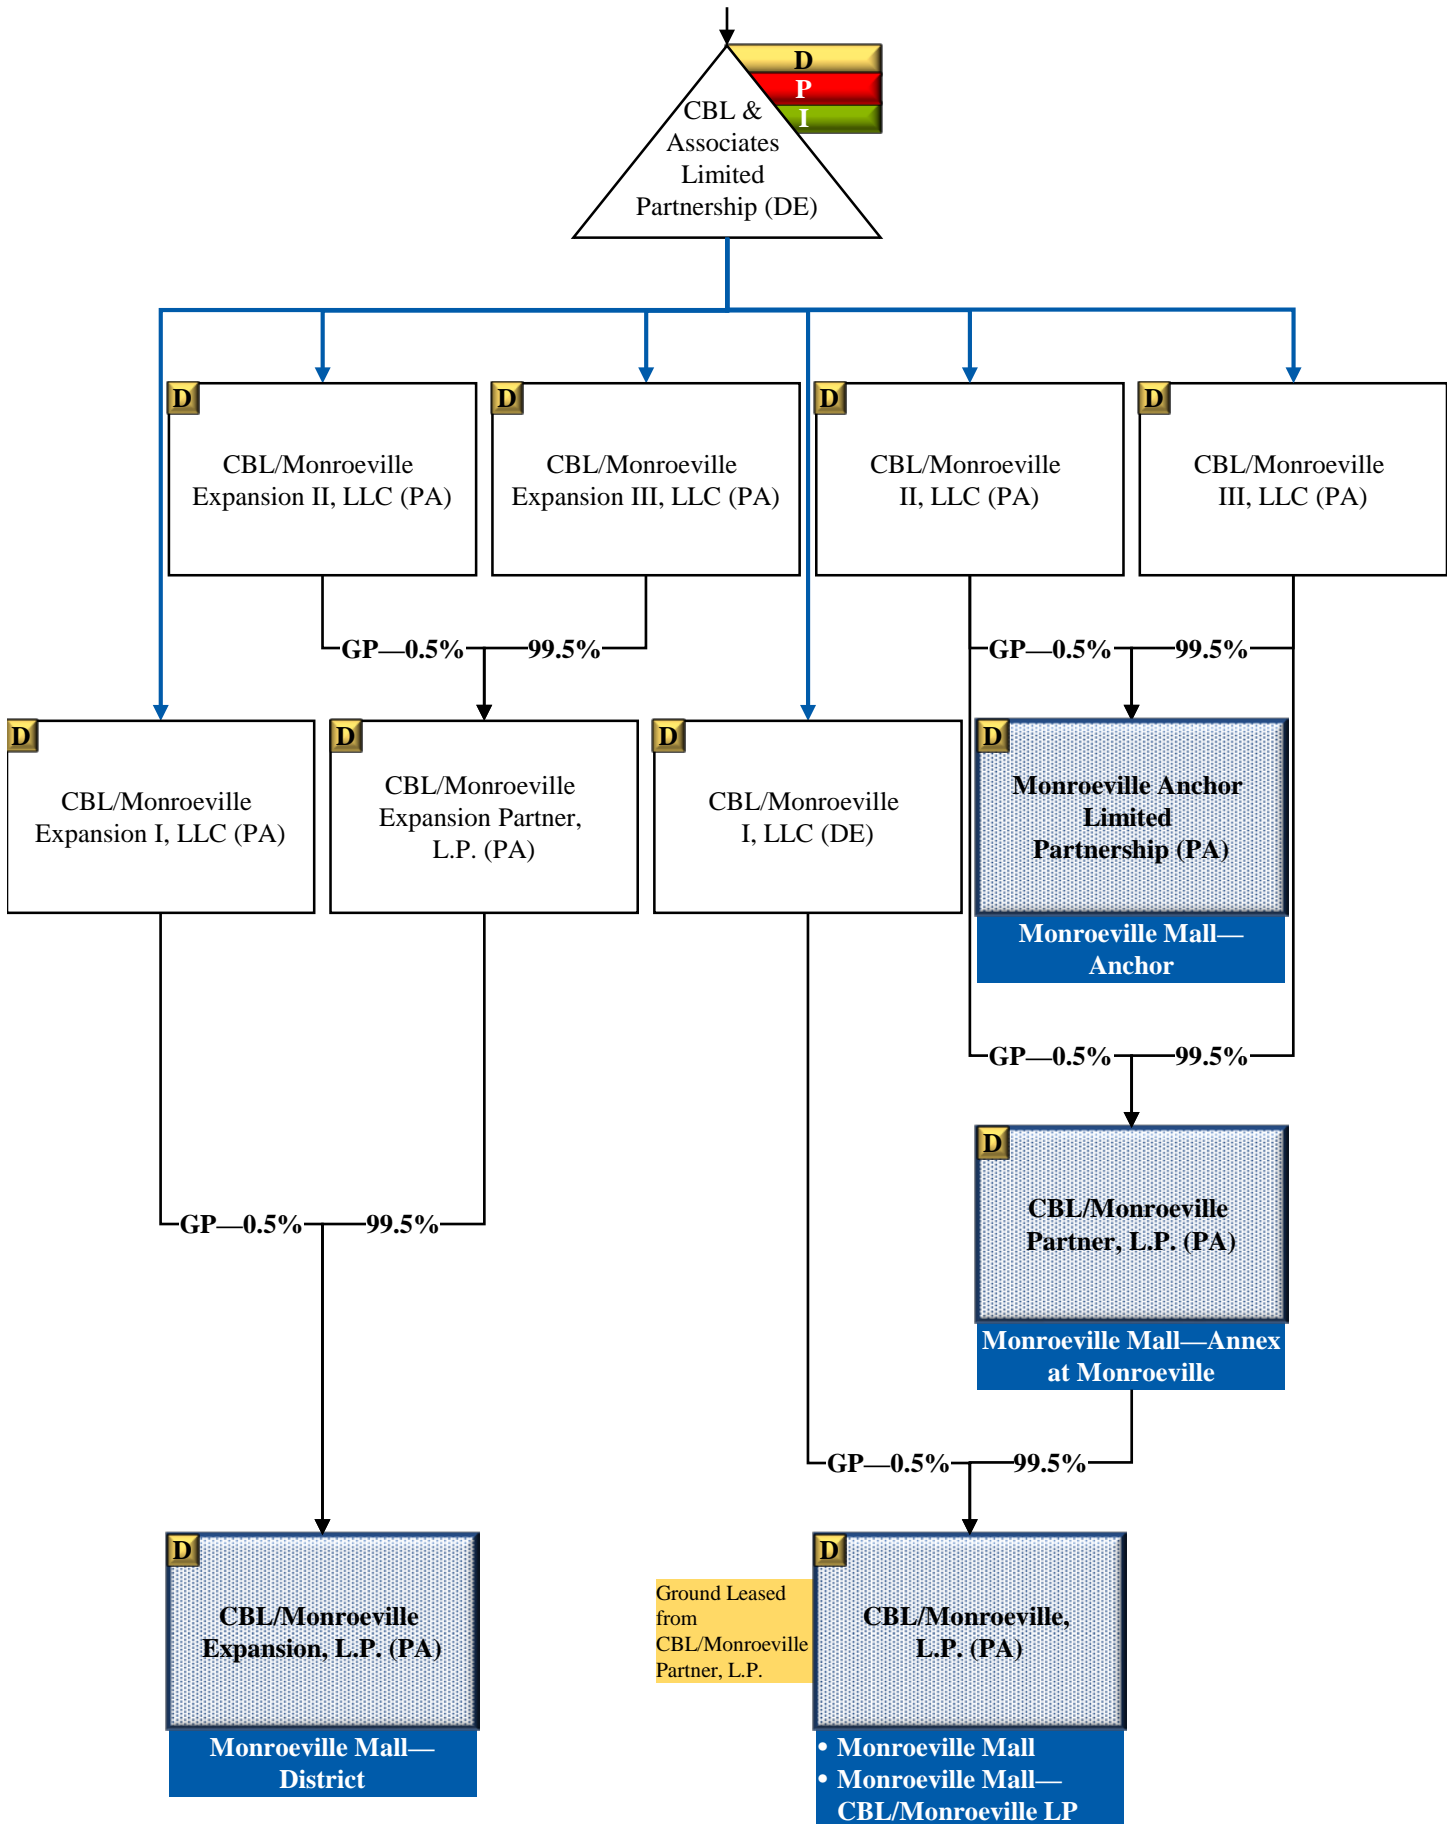 D
P
I
CBL &
Associates
Limited
Partnership (DE)
D
CBL/Monroeville
Expansion II, LLC (PA)
D
CBL/Monroeville
Expansion III, LLC (PA)
D
CBL/Monroeville
II, LLC (PA)
D
CBL/Monroeville
III, LLC (PA)
GP—0.5% 99.5%
GP—0.5% 99.5%
D
CBL/Monroeville
Expansion I, LLC (PA)
D
CBL/Monroeville
Expansion Partner,
L.P. (PA)
D
CBL/Monroeville
I, LLC (DE)
D
Monroeville Anchor
Limited
Partnership (PA)
Monroeville Mall—
Anchor
GP—0.5% 99.5%
D
CBL/Monroeville
Partner, L.P. (PA)
Monroeville Mall—Annex
at Monroeville
GP—0.5% 99.5%
GP—0.5% 99.5%
D
CBL/Monroeville
Expansion, L.P. (PA)
Monroeville Mall—
District
Ground Leased
from
CBL/Monroeville
Partner, L.P.
D
CBL/Monroeville,
L.P. (PA)
• Monroeville Mall
• Monroeville Mall—
CBL/Monroeville LP